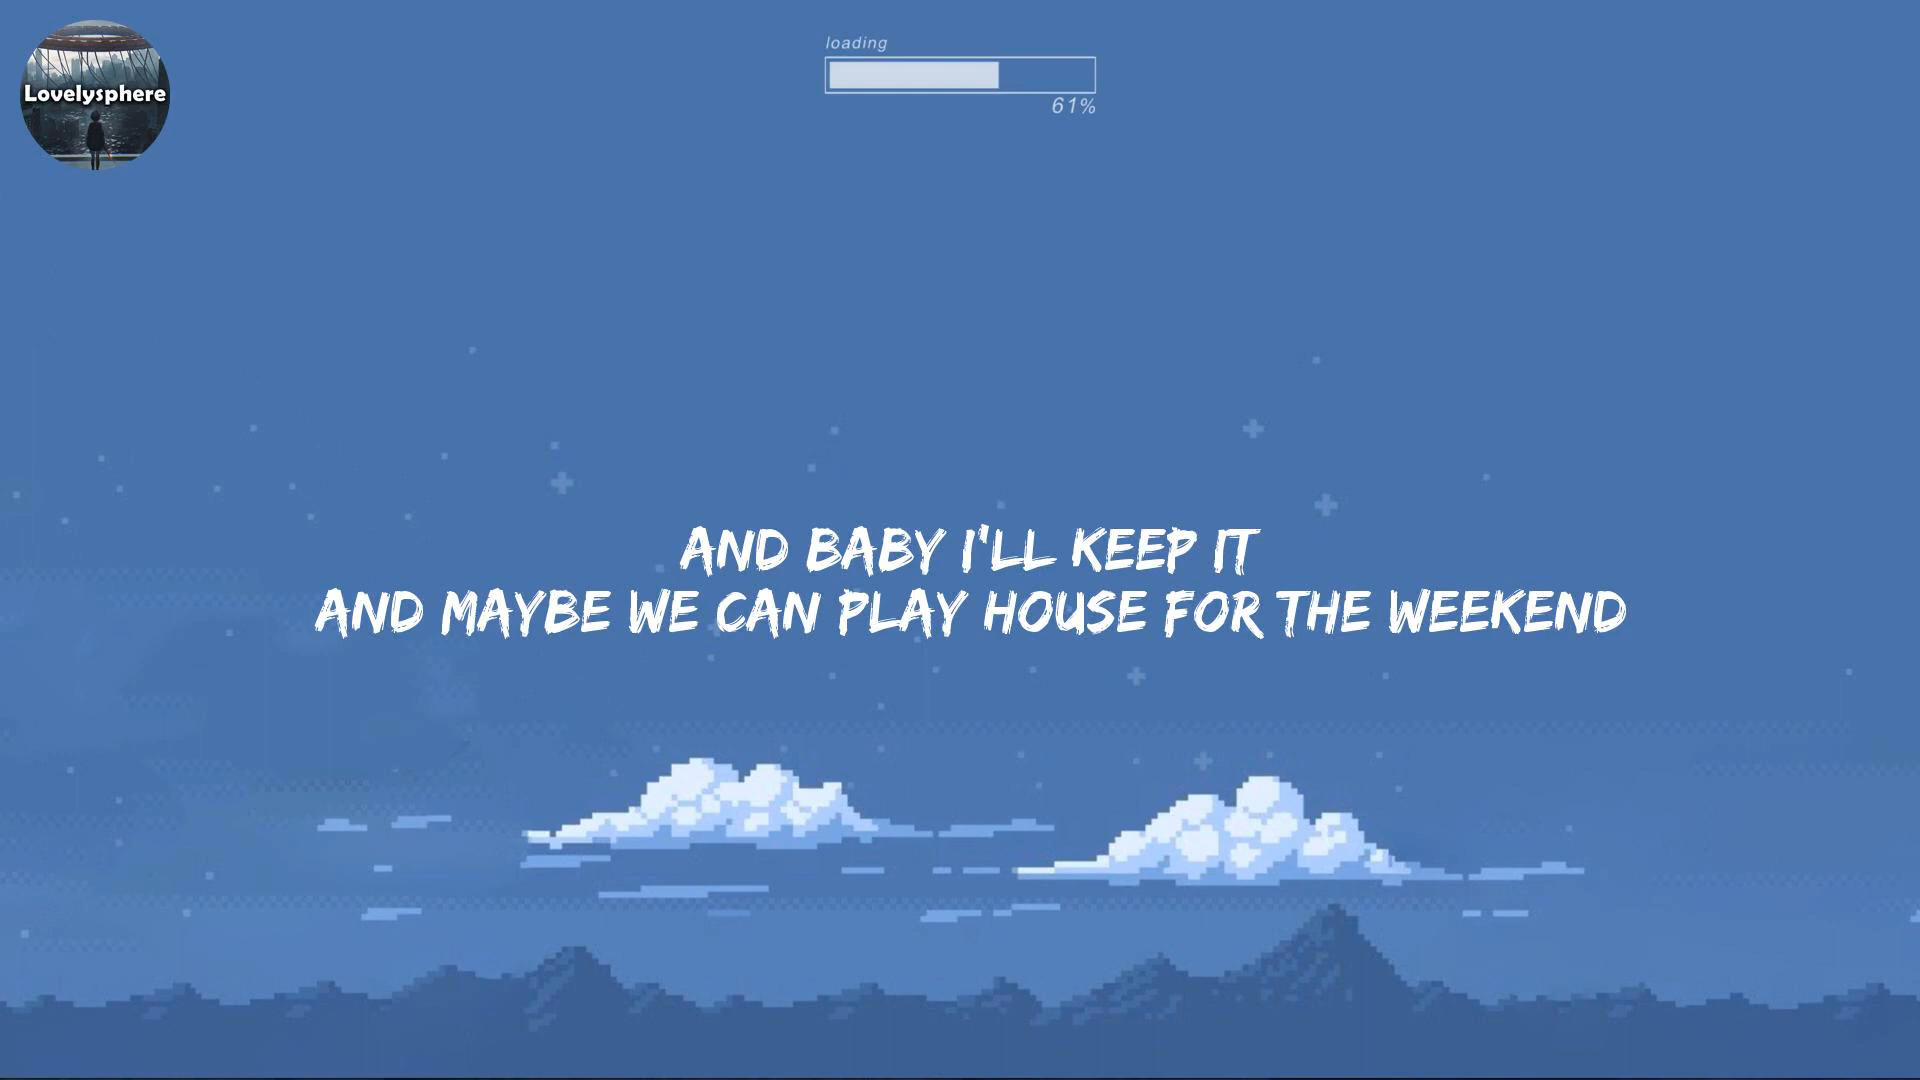 Lovelysphere
loading
61%
AND BABY I'LL KEEP IT
AND MAYBE WE CAN PLAY HOUSE FOR THE WEEKEND